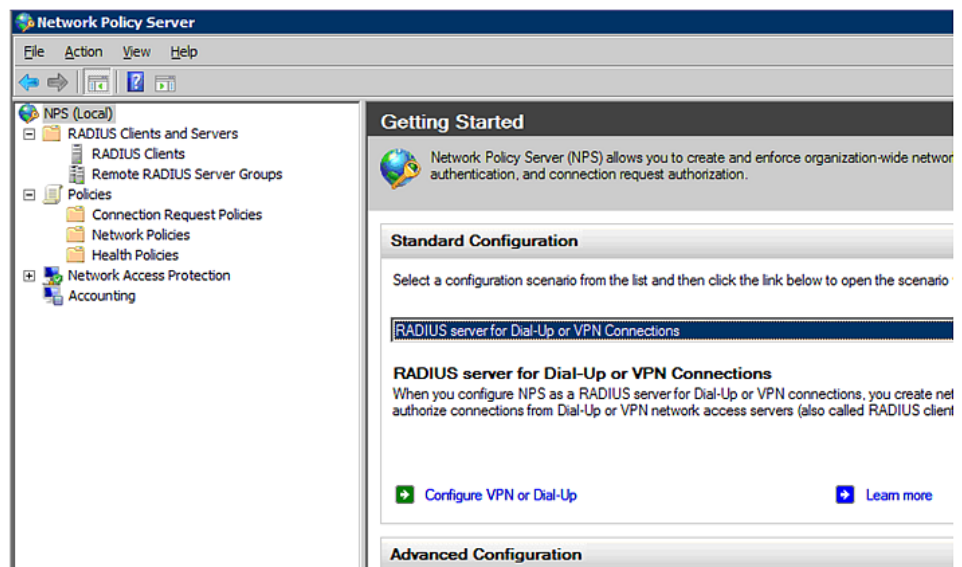 Network Policy Server
File Action View Help
NPS (Local)
RADIUS Clients and Servers
RADIUS Clients
Remote RADIUS Server Groups
Policies
Connection Request Policies
Network Policies
Health Policies
Network Access Protection
Accounting
Getting Started
Network Policy Server (NPS) allows you to create and enforce organization-wide networ
authentication, and connection request authorization.
Standard Configuration
Select a configuration scenario from the list and then click the link below to open the scenario
RADIUS server for Dial-Up or VPN Connections
RADIUS server for Dial-Up or VPN Connections
When you configure NPS as a RADIUS server for Dial-Up or VPN connections, you create net
authorize connections from Dial-Up or VPN network access servers (also called RADIUS client
Configure VPN or Dial-Up
Learn more
Advanced Configuration